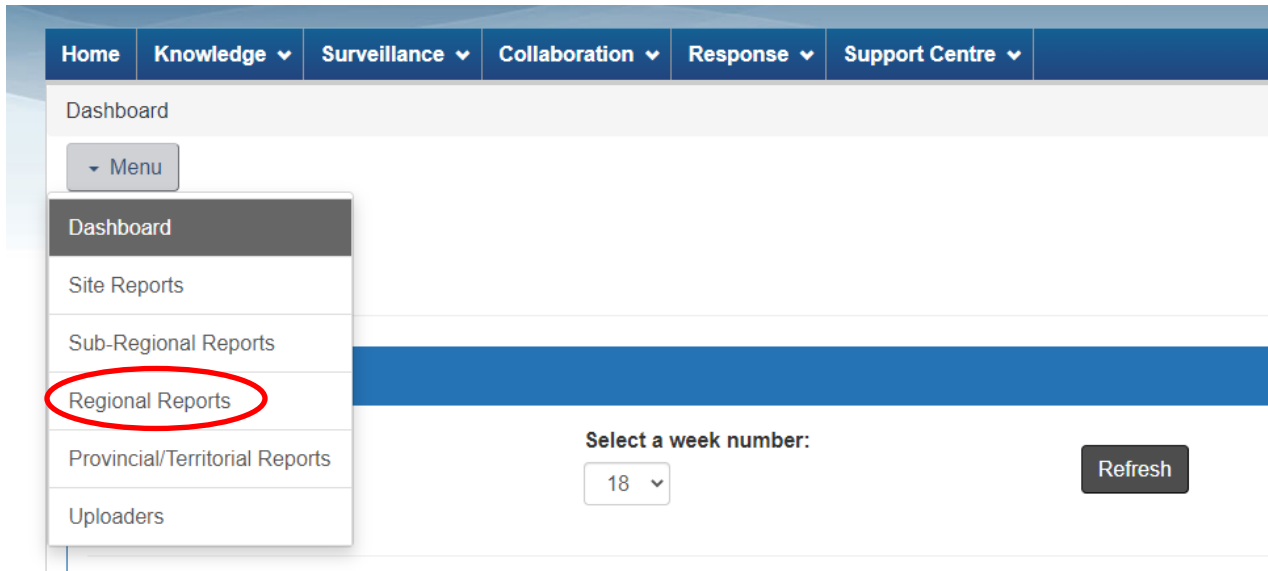 Home Knowledge Surveillance Collaboration Response Support Centre
Dashboard
Menu
Dashboard
Site Reports
Sub-Regional Reports
Regional Reports
Provincial/Territorial Reports
Uploaders
Select a week number:
18
Refresh